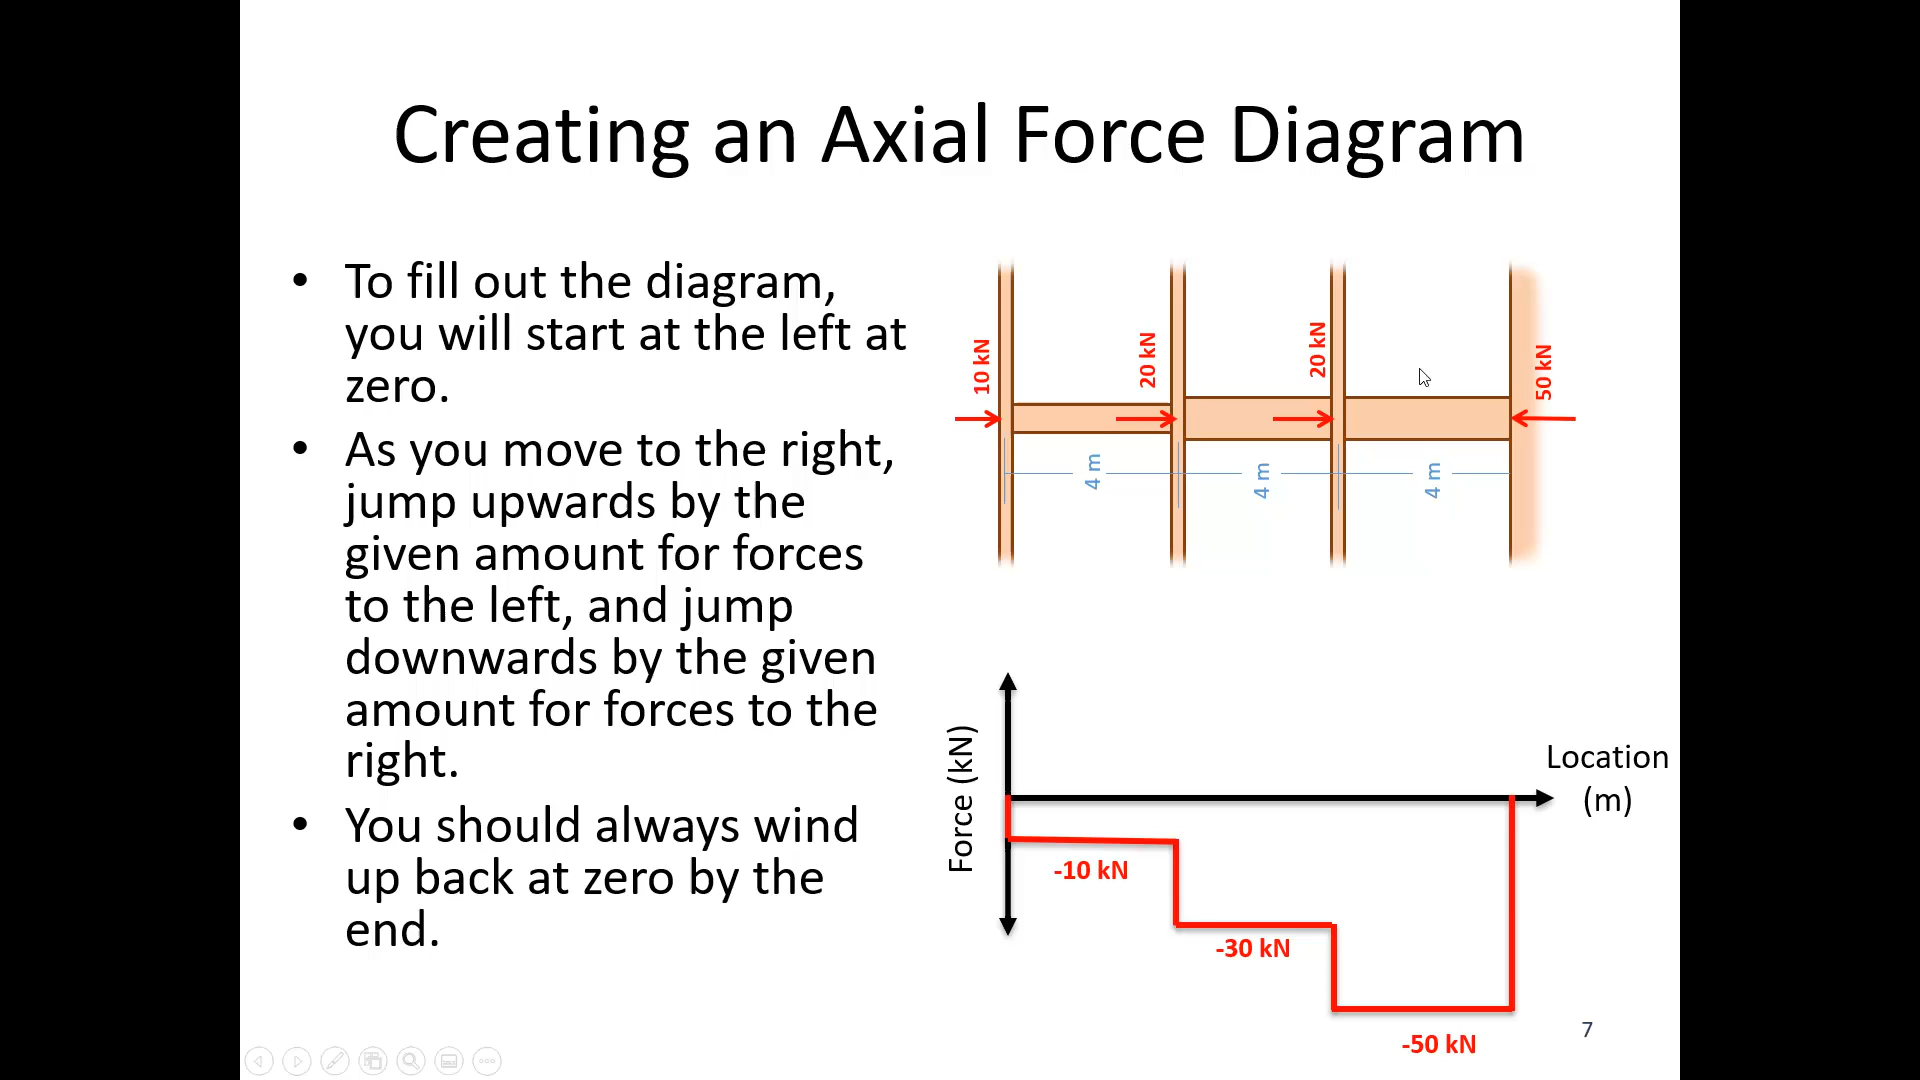 Creating an Axial Force Diagram
• To fill out the diagram,
you will start at the left at
zero.
• As you move to the right,
jump upwards by the
given amount for forces
to the left, and jump
downwards by the given
amount for forces to the
right.
• You should always wind
up back at zero by the
end.
10 kN
20 kN
20 kN
50 kN
4 m
4 m
4 m
Force (kN)
Location
(m)
-10 kN
-30 kN
-50 kN
7